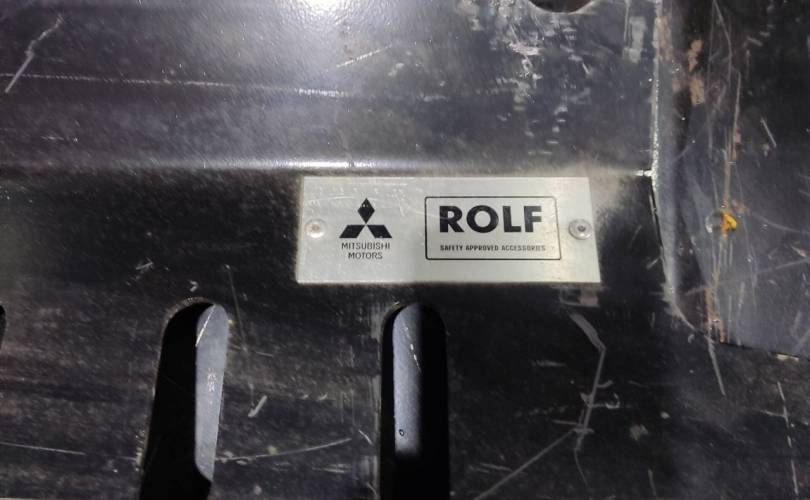 MITSUBISHI
MOTORS
ROLF
SAFETY APPROVED ACCESSORIES